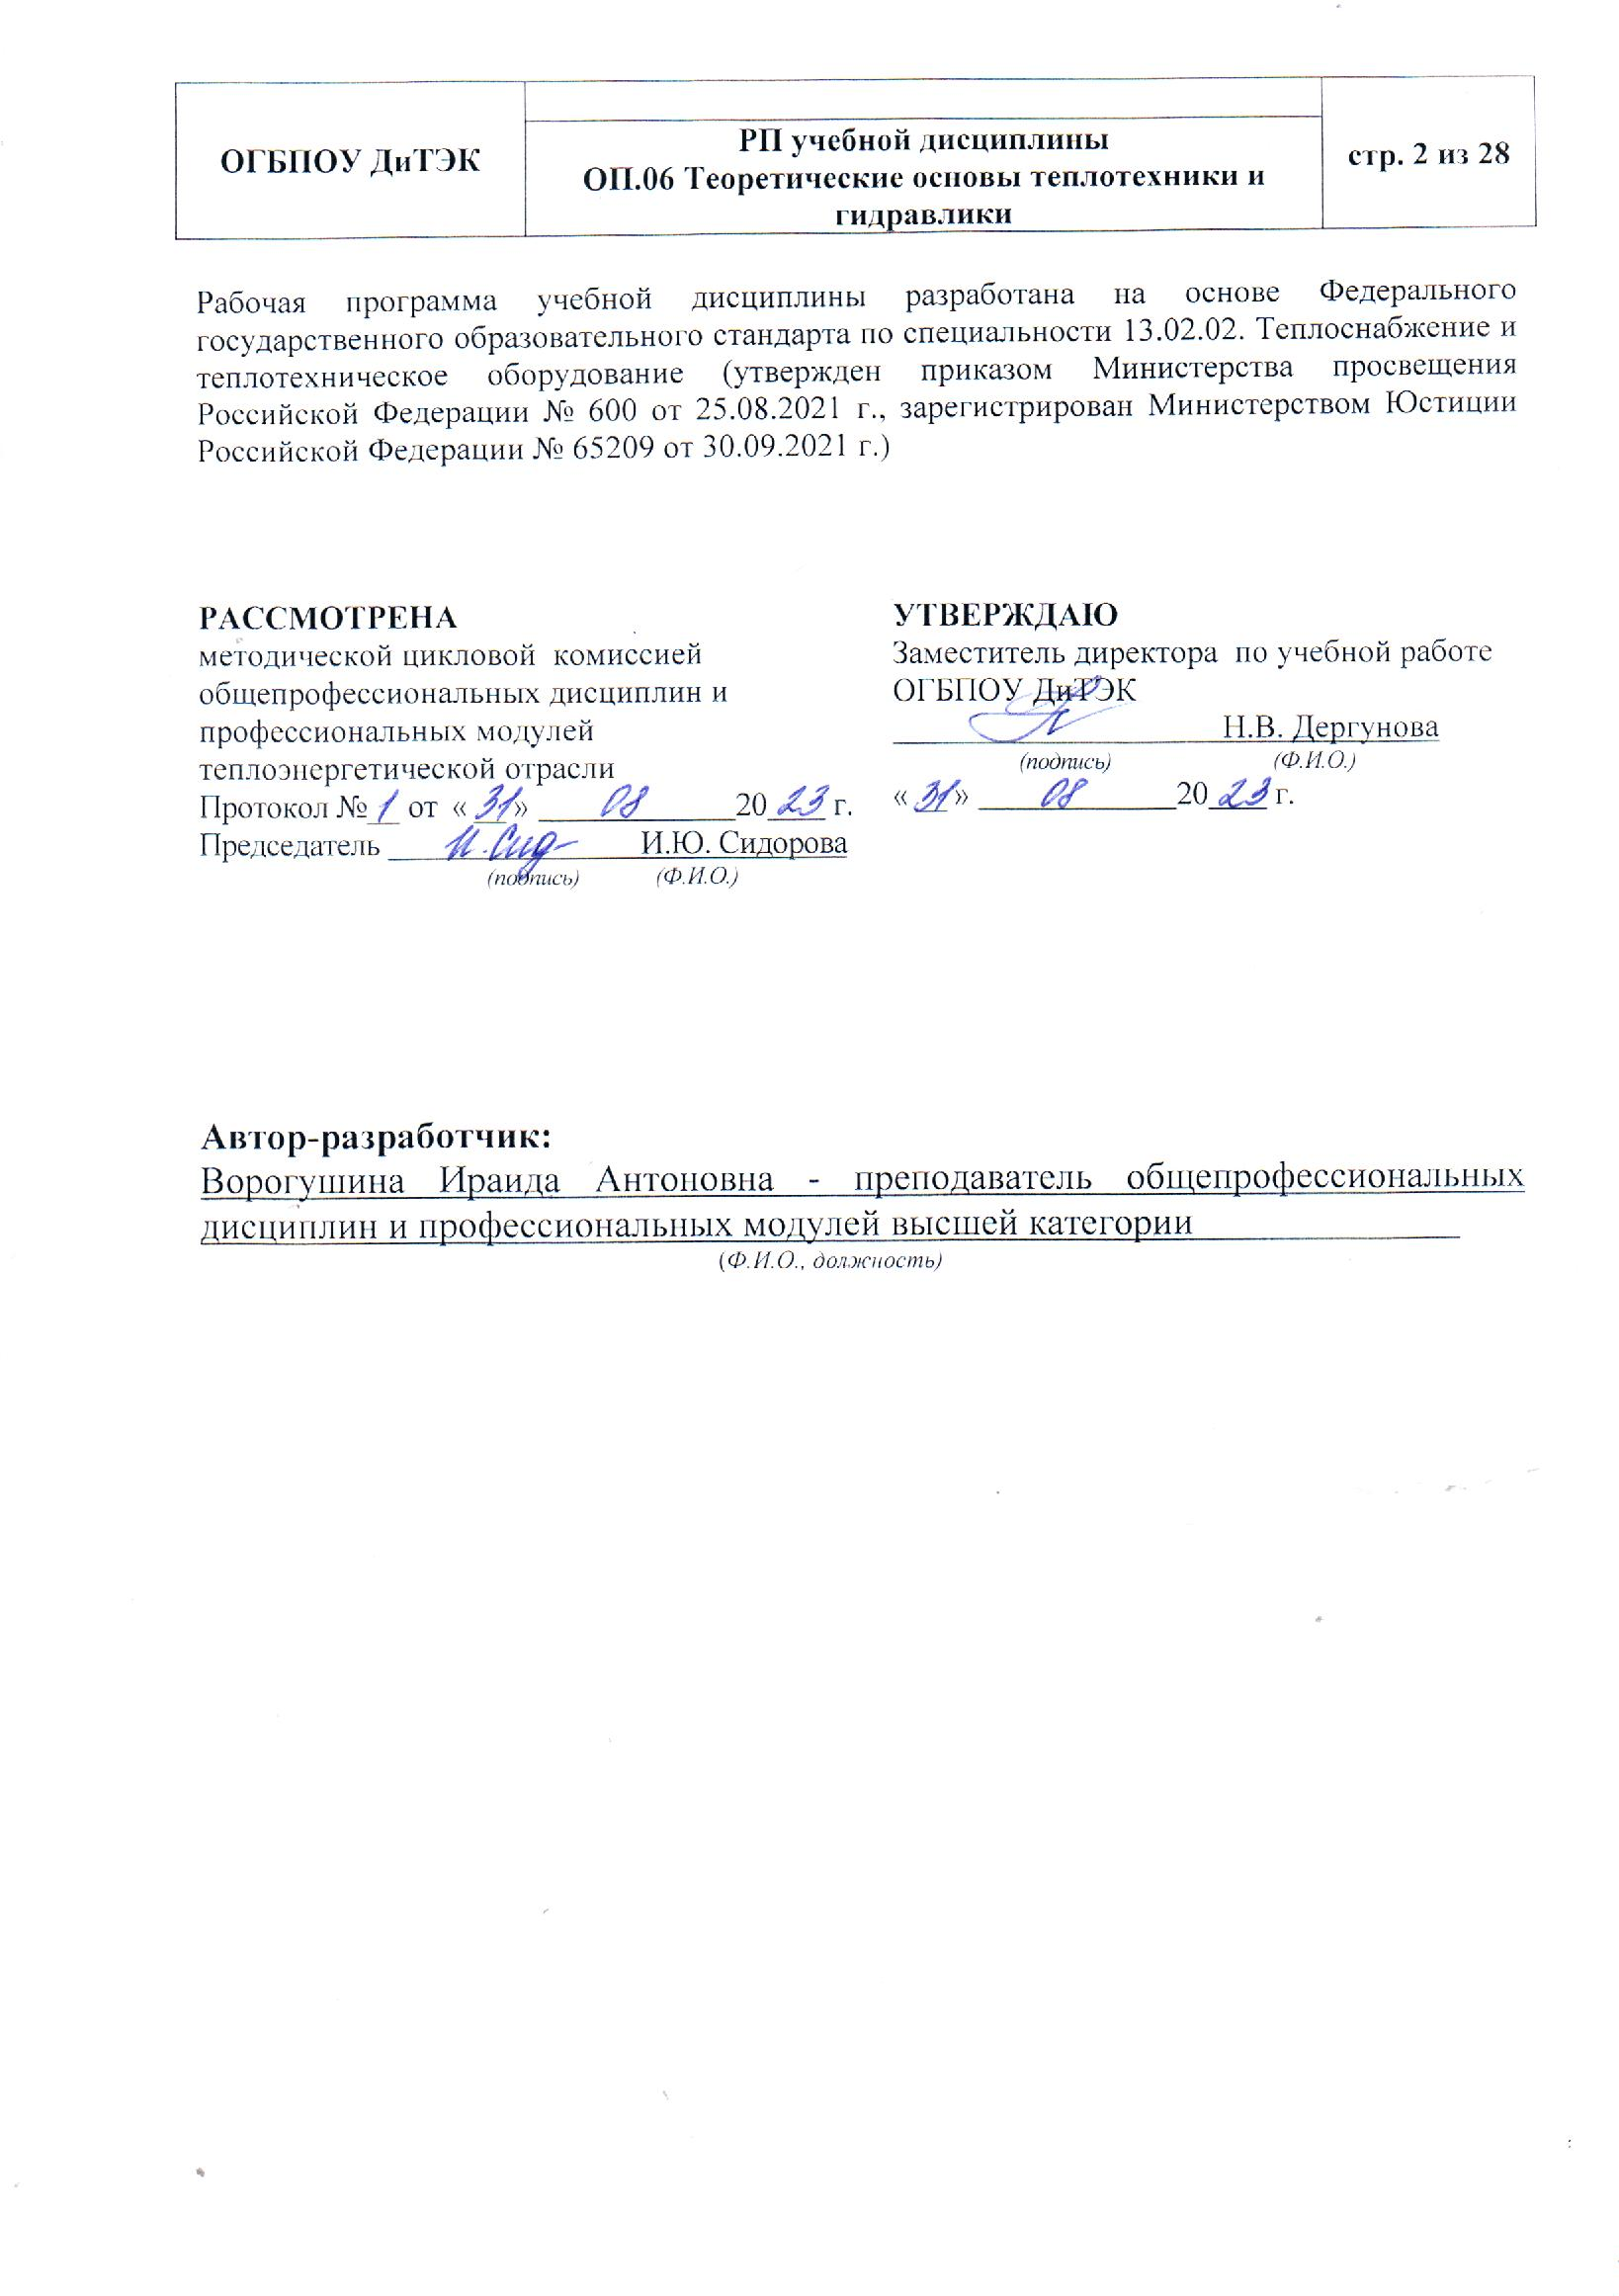 ОГБПОУ ДиТЭК
РП учебной дисциплины
ОП.06 Теоретические основы теплотехники и
гидравлики
стр. 2 из 28
Рабочая программа учебной дисциплины разработана на основе Федерального
государственного образовательного стандарта по специальности 13.02.02. Теплоснабжение и
теплотехническое оборудование (утвержден приказом Министерства просвещения
Российской Федерации № 600 от 25.08.2021 г., зарегистрирован Министерством Юстиции
Российской Федерации № 65209 от 30.09.2021 г.)
РАССМОТРЕНА
методической цикловой комиссией
общепрофессиональных дисциплин и
профессиональных модулей
теплоэнергетической отрасли
Протокол № 1 от « 31 » 08 20 23 г.
Председатель И. Сид И.Ю. Сидорова
(подпись) (Ф.И.О.)
УТВЕРЖДАЮ
Заместитель директора по учебной работе
ОГБПОУ ДиТЭК
Н.В. Дергунова
(подпись) (Ф.И.О.)
« 31 » 08 20 23 г.
Автор-разработчик:
Ворогушина Ираида Антоновна - преподаватель общепрофессиональных
дисциплин и профессиональных модулей высшей категории
(Ф.И.О., должность)